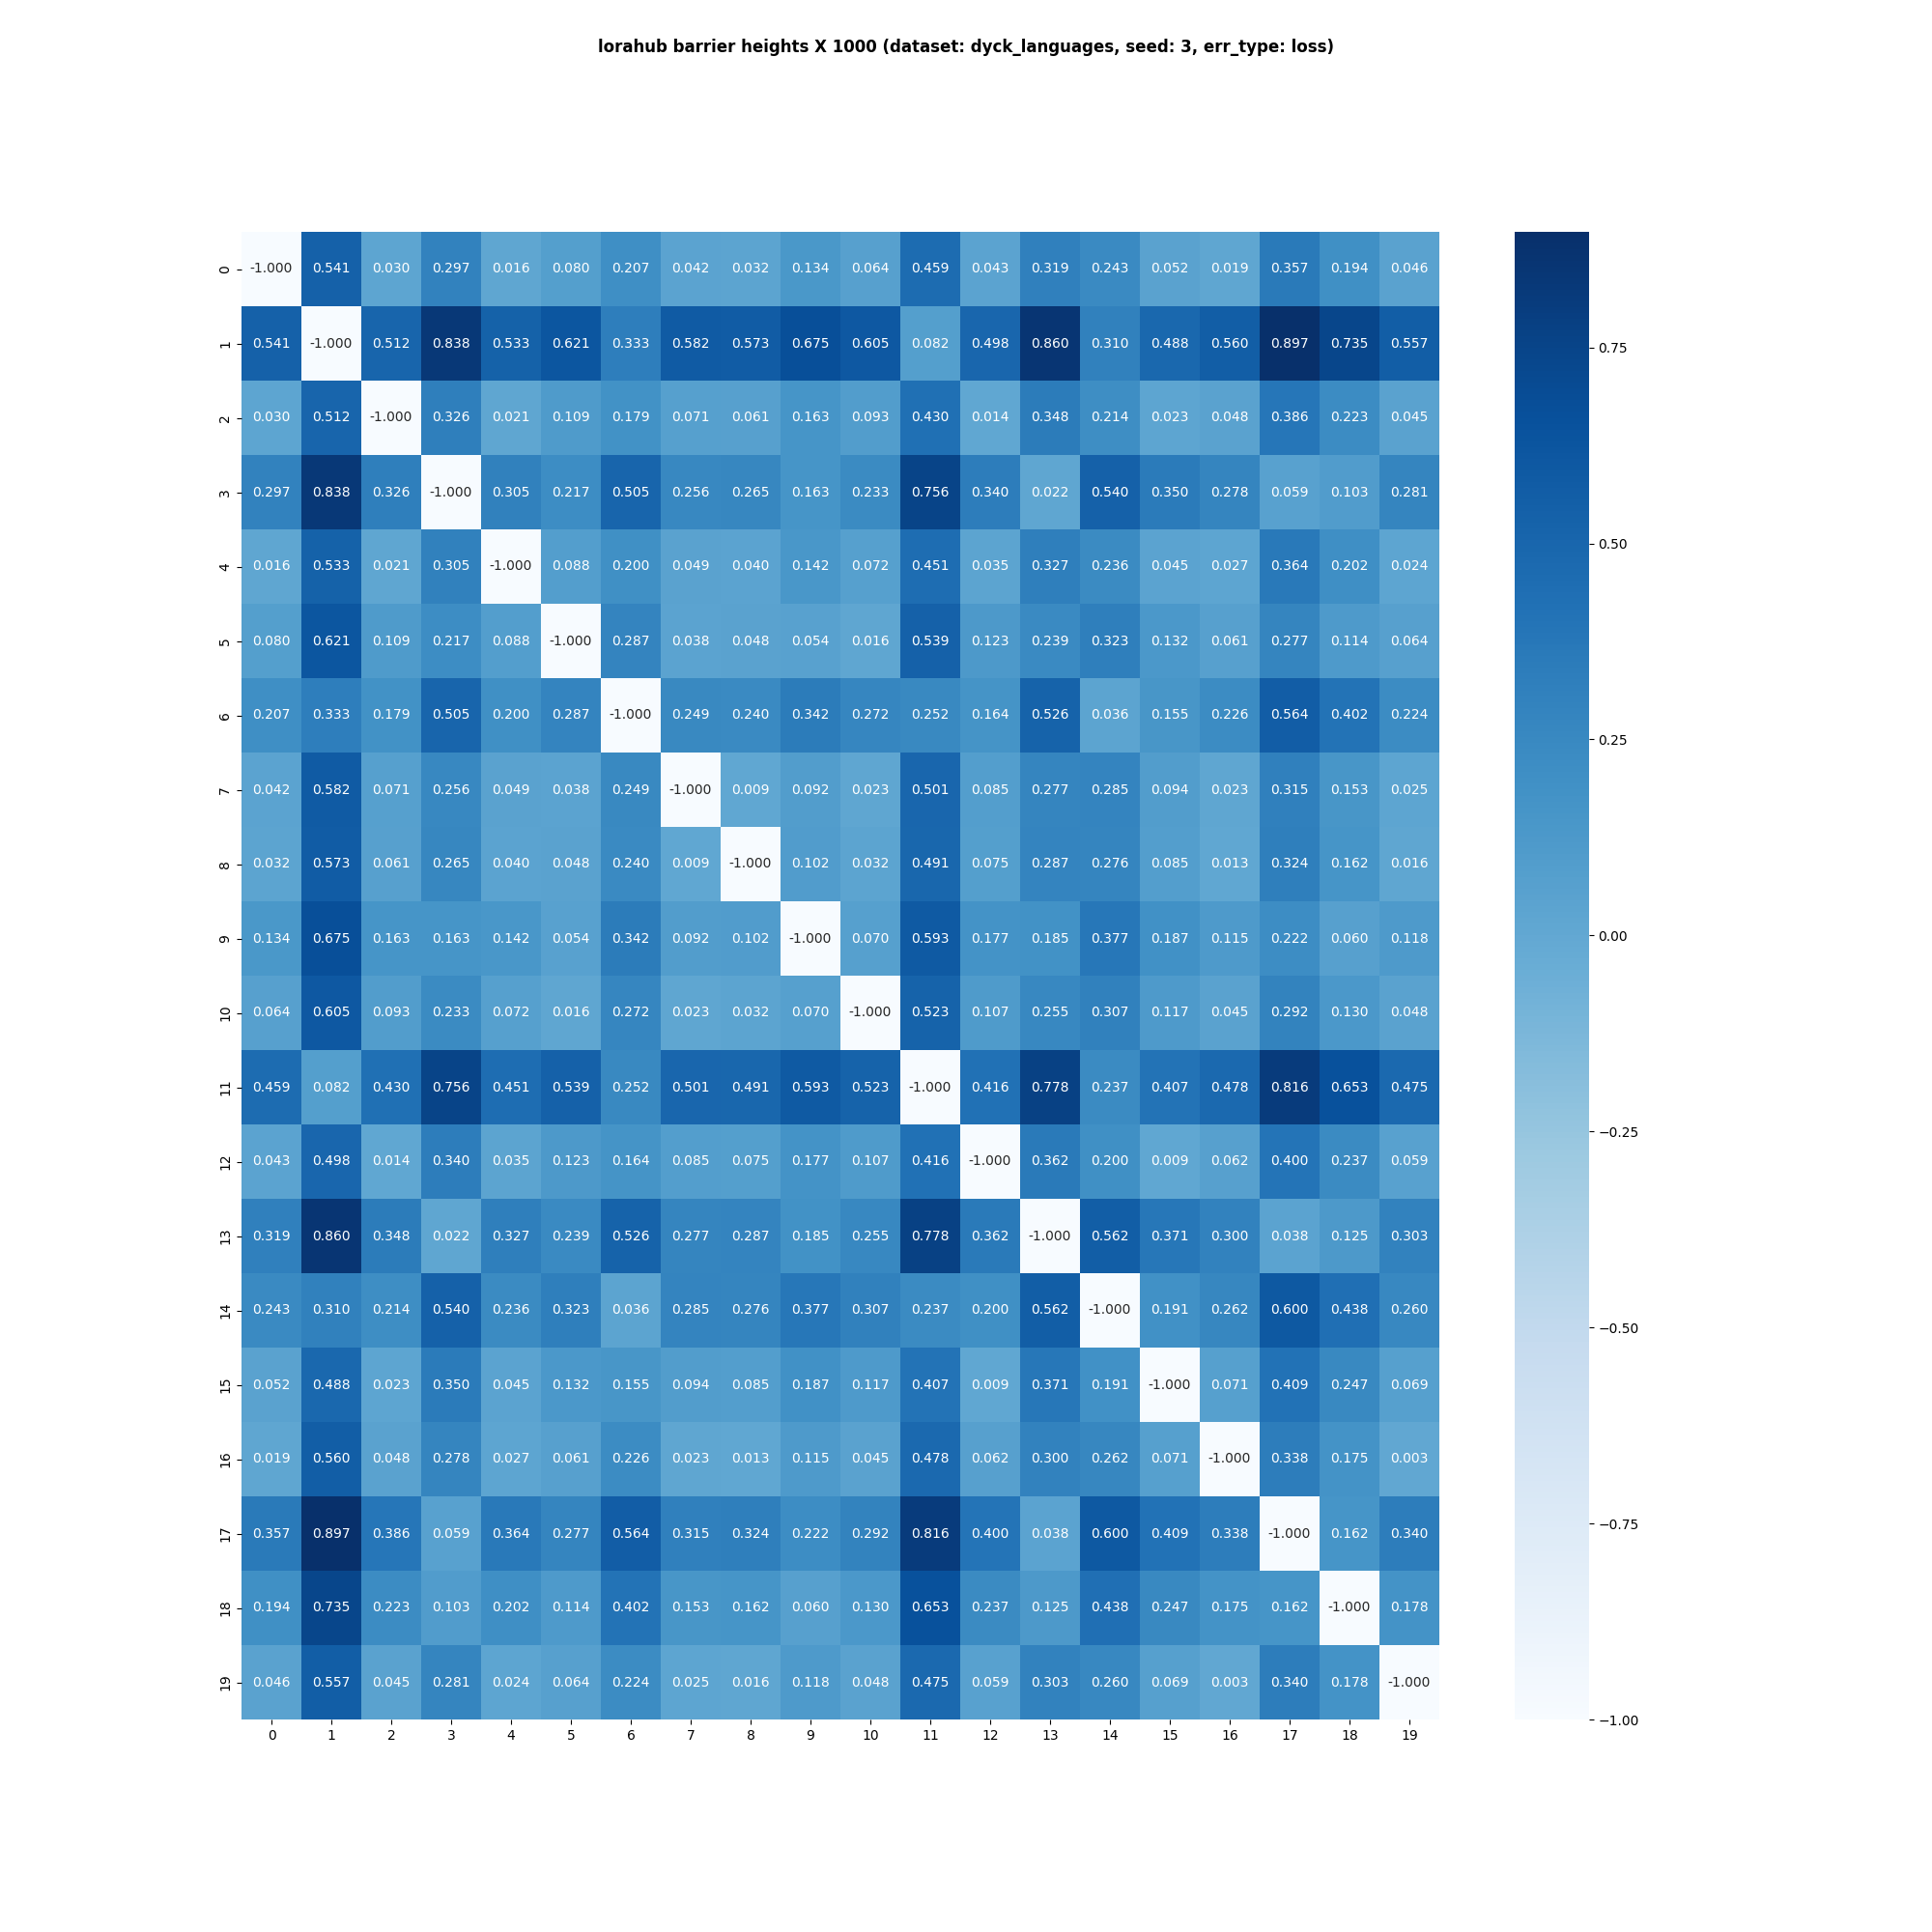 lorahub barrier heights X 1000 (dataset: dyck_languages, seed: 3, err_type: loss)
0 -1.000 0.541 0.030 0.297 0.016 0.080 0.207 0.042 0.032 0.134 0.064 0.459 0.043 0.319 0.243 0.052 0.019 0.357 0.194 0.046
1 0.541 -1.000 0.512 0.838 0.533 0.621 0.333 0.582 0.573 0.675 0.605 0.082 0.498 0.860 0.310 0.488 0.560 0.897 0.735 0.557
0.75
2 0.030 0.512 -1.000 0.326 0.021 0.109 0.179 0.071 0.061 0.163 0.093 0.430 0.014 0.348 0.214 0.023 0.048 0.386 0.223 0.045
3 0.297 0.838 0.326 -1.000 0.305 0.217 0.505 0.256 0.265 0.163 0.233 0.756 0.340 0.022 0.540 0.350 0.278 0.059 0.103 0.281
0.50
4 0.016 0.533 0.021 0.305 -1.000 0.088 0.200 0.049 0.040 0.142 0.072 0.451 0.035 0.327 0.236 0.045 0.027 0.364 0.202 0.024
5 0.080 0.621 0.109 0.217 0.088 -1.000 0.287 0.038 0.048 0.054 0.016 0.539 0.123 0.239 0.323 0.132 0.061 0.277 0.114 0.064
6 0.207 0.333 0.179 0.505 0.200 0.287 -1.000 0.249 0.240 0.342 0.272 0.252 0.164 0.526 0.036 0.155 0.226 0.564 0.402 0.224
0.25
7 0.042 0.582 0.071 0.256 0.049 0.038 0.249 -1.000 0.009 0.092 0.023 0.501 0.085 0.277 0.285 0.094 0.023 0.315 0.153 0.025
8 0.032 0.573 0.061 0.265 0.040 0.048 0.240 0.009 -1.000 0.102 0.032 0.491 0.075 0.287 0.276 0.085 0.013 0.324 0.162 0.016
9 0.134 0.675 0.163 0.163 0.142 0.054 0.342 0.092 0.102 -1.000 0.070 0.593 0.177 0.185 0.377 0.187 0.115 0.222 0.060 0.118
0.00
10 0.064 0.605 0.093 0.233 0.072 0.016 0.272 0.023 0.032 0.070 -1.000 0.523 0.107 0.255 0.307 0.117 0.045 0.292 0.130 0.048
11 0.459 0.082 0.430 0.756 0.451 0.539 0.252 0.501 0.491 0.593 0.523 -1.000 0.416 0.778 0.237 0.407 0.478 0.816 0.653 0.475
−0.25
12 0.043 0.498 0.014 0.340 0.035 0.123 0.164 0.085 0.075 0.177 0.107 0.416 -1.000 0.362 0.200 0.009 0.062 0.400 0.237 0.059
13 0.319 0.860 0.348 0.022 0.327 0.239 0.526 0.277 0.287 0.185 0.255 0.778 0.362 -1.000 0.562 0.371 0.300 0.038 0.125 0.303
14 0.243 0.310 0.214 0.540 0.236 0.323 0.036 0.285 0.276 0.377 0.307 0.237 0.200 0.562 -1.000 0.191 0.262 0.600 0.438 0.260
−0.50
15 0.052 0.488 0.023 0.350 0.045 0.132 0.155 0.094 0.085 0.187 0.117 0.407 0.009 0.371 0.191 -1.000 0.071 0.409 0.247 0.069
16 0.019 0.560 0.048 0.278 0.027 0.061 0.226 0.023 0.013 0.115 0.045 0.478 0.062 0.300 0.262 0.071 -1.000 0.338 0.175 0.003
−0.75
17 0.357 0.897 0.386 0.059 0.364 0.277 0.564 0.315 0.324 0.222 0.292 0.816 0.400 0.038 0.600 0.409 0.338 -1.000 0.162 0.340
18 0.194 0.735 0.223 0.103 0.202 0.114 0.402 0.153 0.162 0.060 0.130 0.653 0.237 0.125 0.438 0.247 0.175 0.162 -1.000 0.178
19 0.046 0.557 0.045 0.281 0.024 0.064 0.224 0.025 0.016 0.118 0.048 0.475 0.059 0.303 0.260 0.069 0.003 0.340 0.178 -1.000
−1.00
0 1 2 3 4 5 6 7 8 9 10 11 12 13 14 15 16 17 18 19